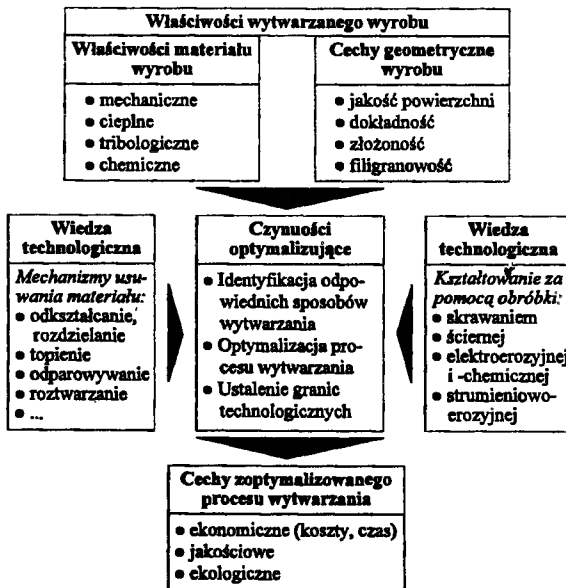 Właściwości wytwarzanego wyrobu
Właściwości materiału
wyrobu
● mechaniczne
● cieplne
● tribologiczne
● chemiczne
Cechy geometryczne
wyrobu
● jakość powierzchni
● dokładność
● złożoność
● filigranowość
Wiedza
technologiczna
Mechanizmy usu-
wania materiału:
● odkształcanie,
rozdzielanie
● topienie
● odparowywanie
● roztwarzanie
● ...
Czynuości
optymalizujące
● Identyfikacja odpo-
wiednich sposobów
wytwarzania
● Optymalizacja pro-
cesu wytwarzania
● Ustalenie granic
technologicznych
Wiedza
technologiczna
Kształtowanie za
pomocą obróbki:
● skrawaniem
● ściernej
● elektroerozyjnej
i -chemicznej
● strumieniowo-
erozyjnej
Cechy zoptymalizowanego
procesu wytwarzania
● ekonomiczne (koszty, czas)
● jakościowe
● ekologiczne